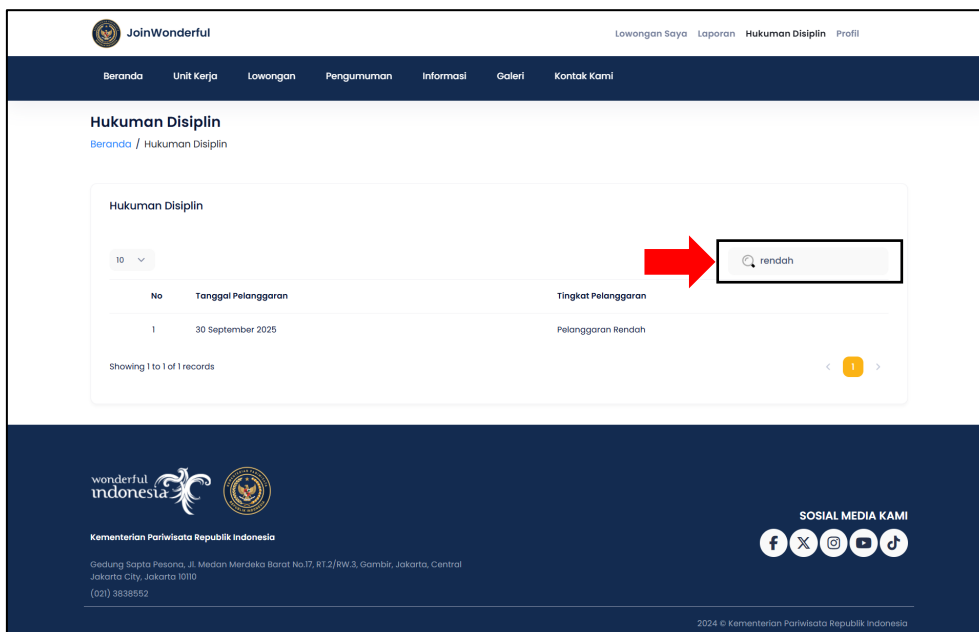 JoinWonderful
Lowongan Saya Laporan Hukuman Disiplin Profil
Beranda Unit Kerja Lowongan Pengumuman Informasi Galeri Kontak Kami
Hukuman Disiplin
Beranda / Hukuman Disiplin
Hukuman Disiplin
10
rendah
No Tanggal Pelanggaran Tingkat Pelanggaran
1 30 September 2025 Pelanggaran Rendah
Showing 1 to 1 of 1 records
< 1 >
wonderful
indonesia
SOSIAL MEDIA KAMI
Kementerian Pariwisata Republik Indonesia
Gedung Sapta Pesona, Jl. Medan Merdeka Barat No.17, RT.2/RW.3, Gambir, Jakarta, Central
Jakarta City, Jakarta 10110
(021) 3838552
2024 © Kementerian Pariwisata Republik Indonesia